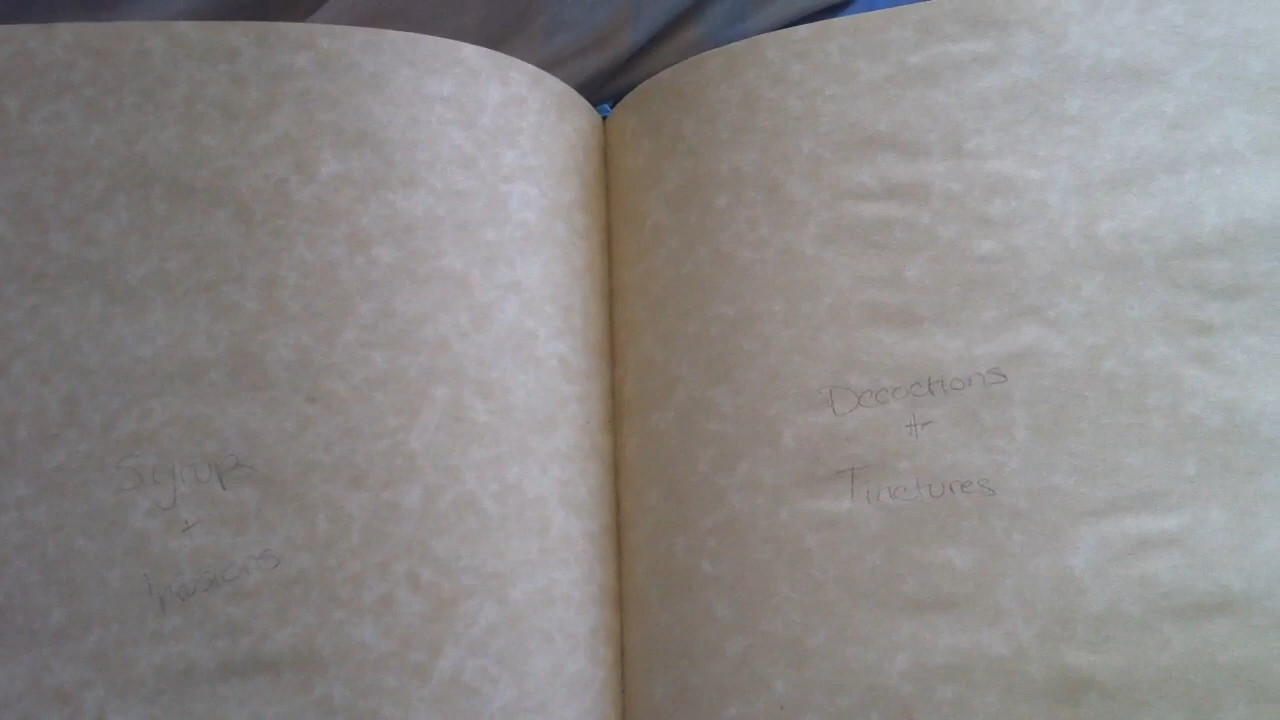 Syrups
+
Infusions
Decoctions
+
Tinctures